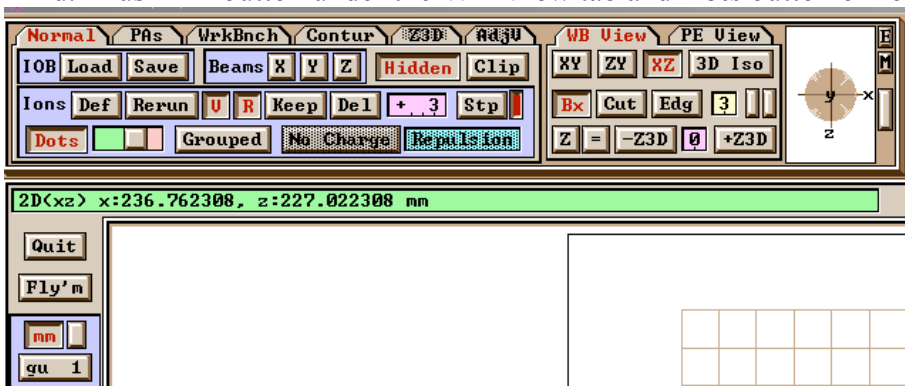 Normal PAs WrkBnch Contur Z3D AdjV WB View PE View E
IOB Load Save Beams X Y Z Hidden Clip XY ZY XZ 3D Iso M
Ions Def Rerun V R Keep Del + 3 Stp Bx Cut Edg 3 y x
Dots Grouped No Charge Repulsion Z = -Z3D 0 +Z3D z
2D(xz) x:236.762308, z:227.022308 mm
Quit
Fly'm
mm
gu 1